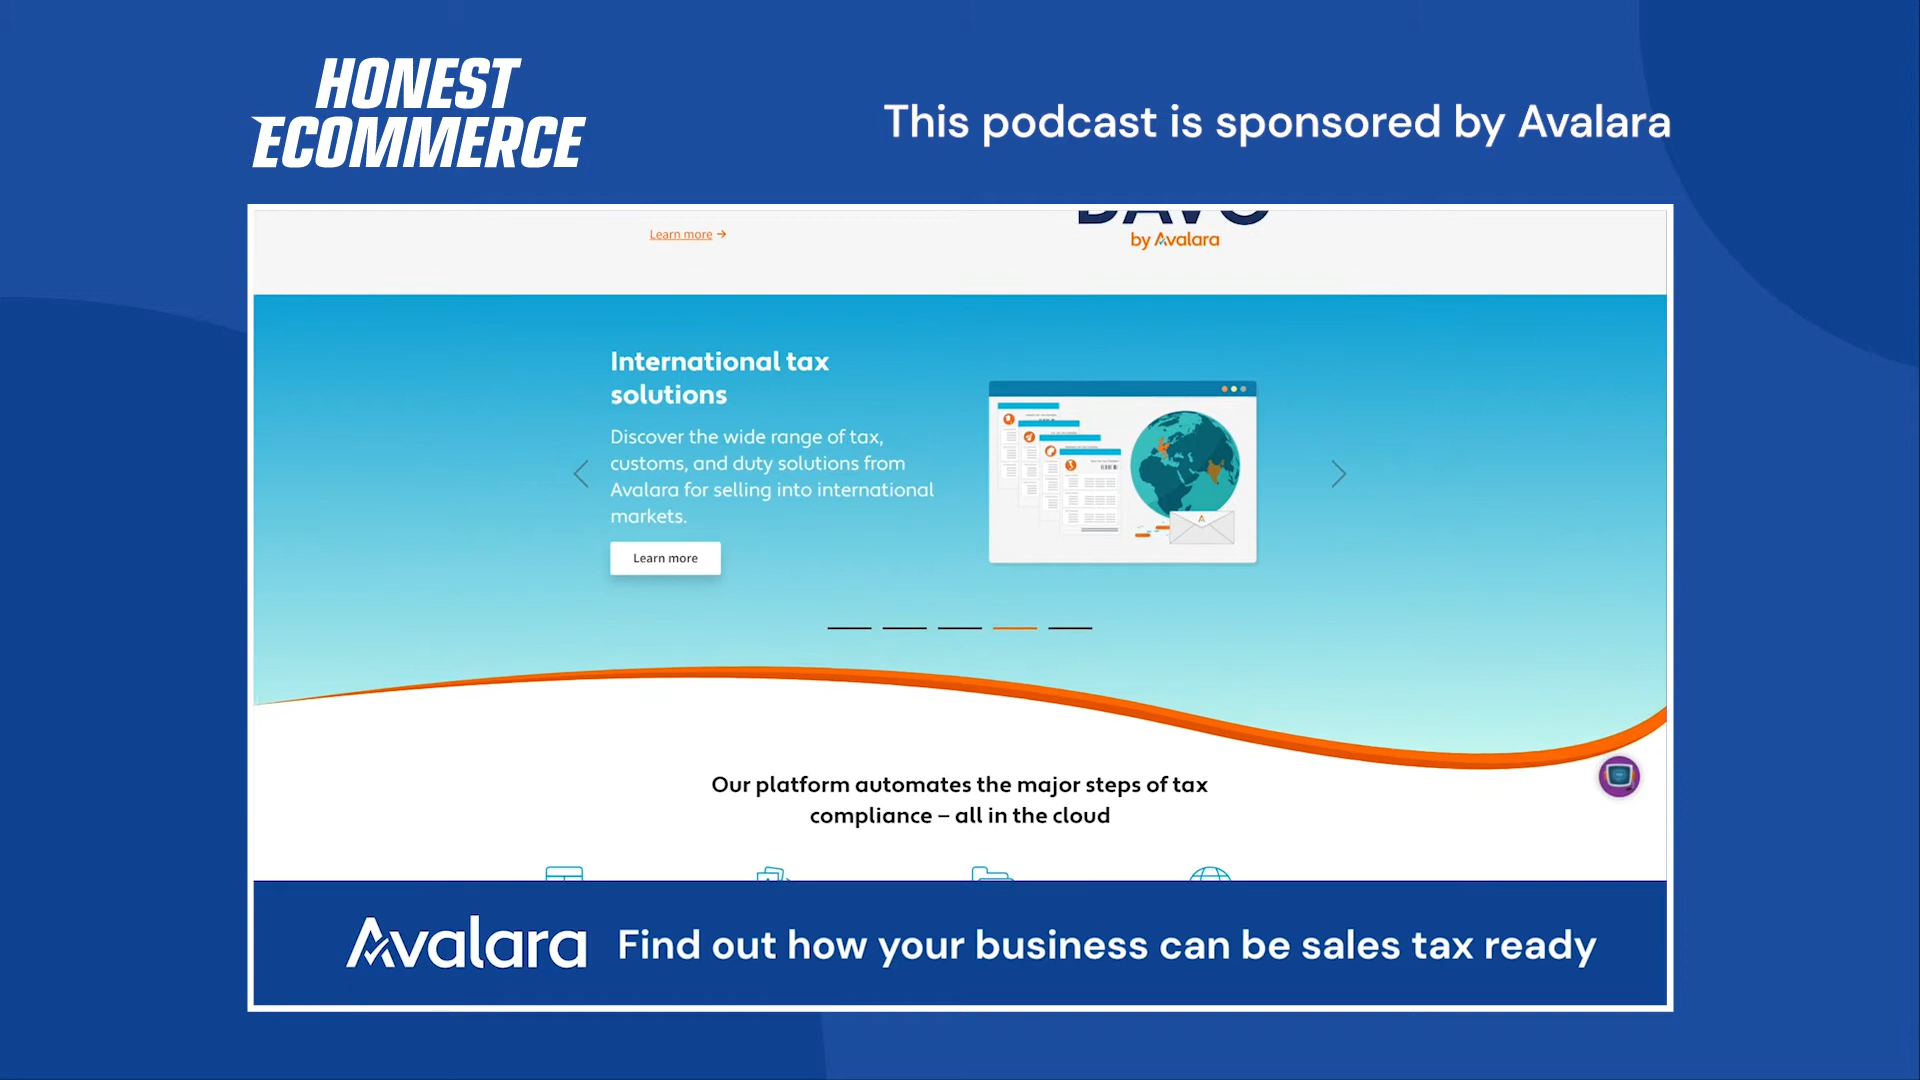 HONEST
ECOMMERCE
This podcast is sponsored by Avalara
Learn more →
DAVO
by Avalara
International tax
solutions
Discover the wide range of tax,
customs, and duty solutions from
Avalara for selling into international
markets.
Learn more
Our platform automates the major steps of tax
compliance – all in the cloud
Avalara Find out how your business can be sales tax ready